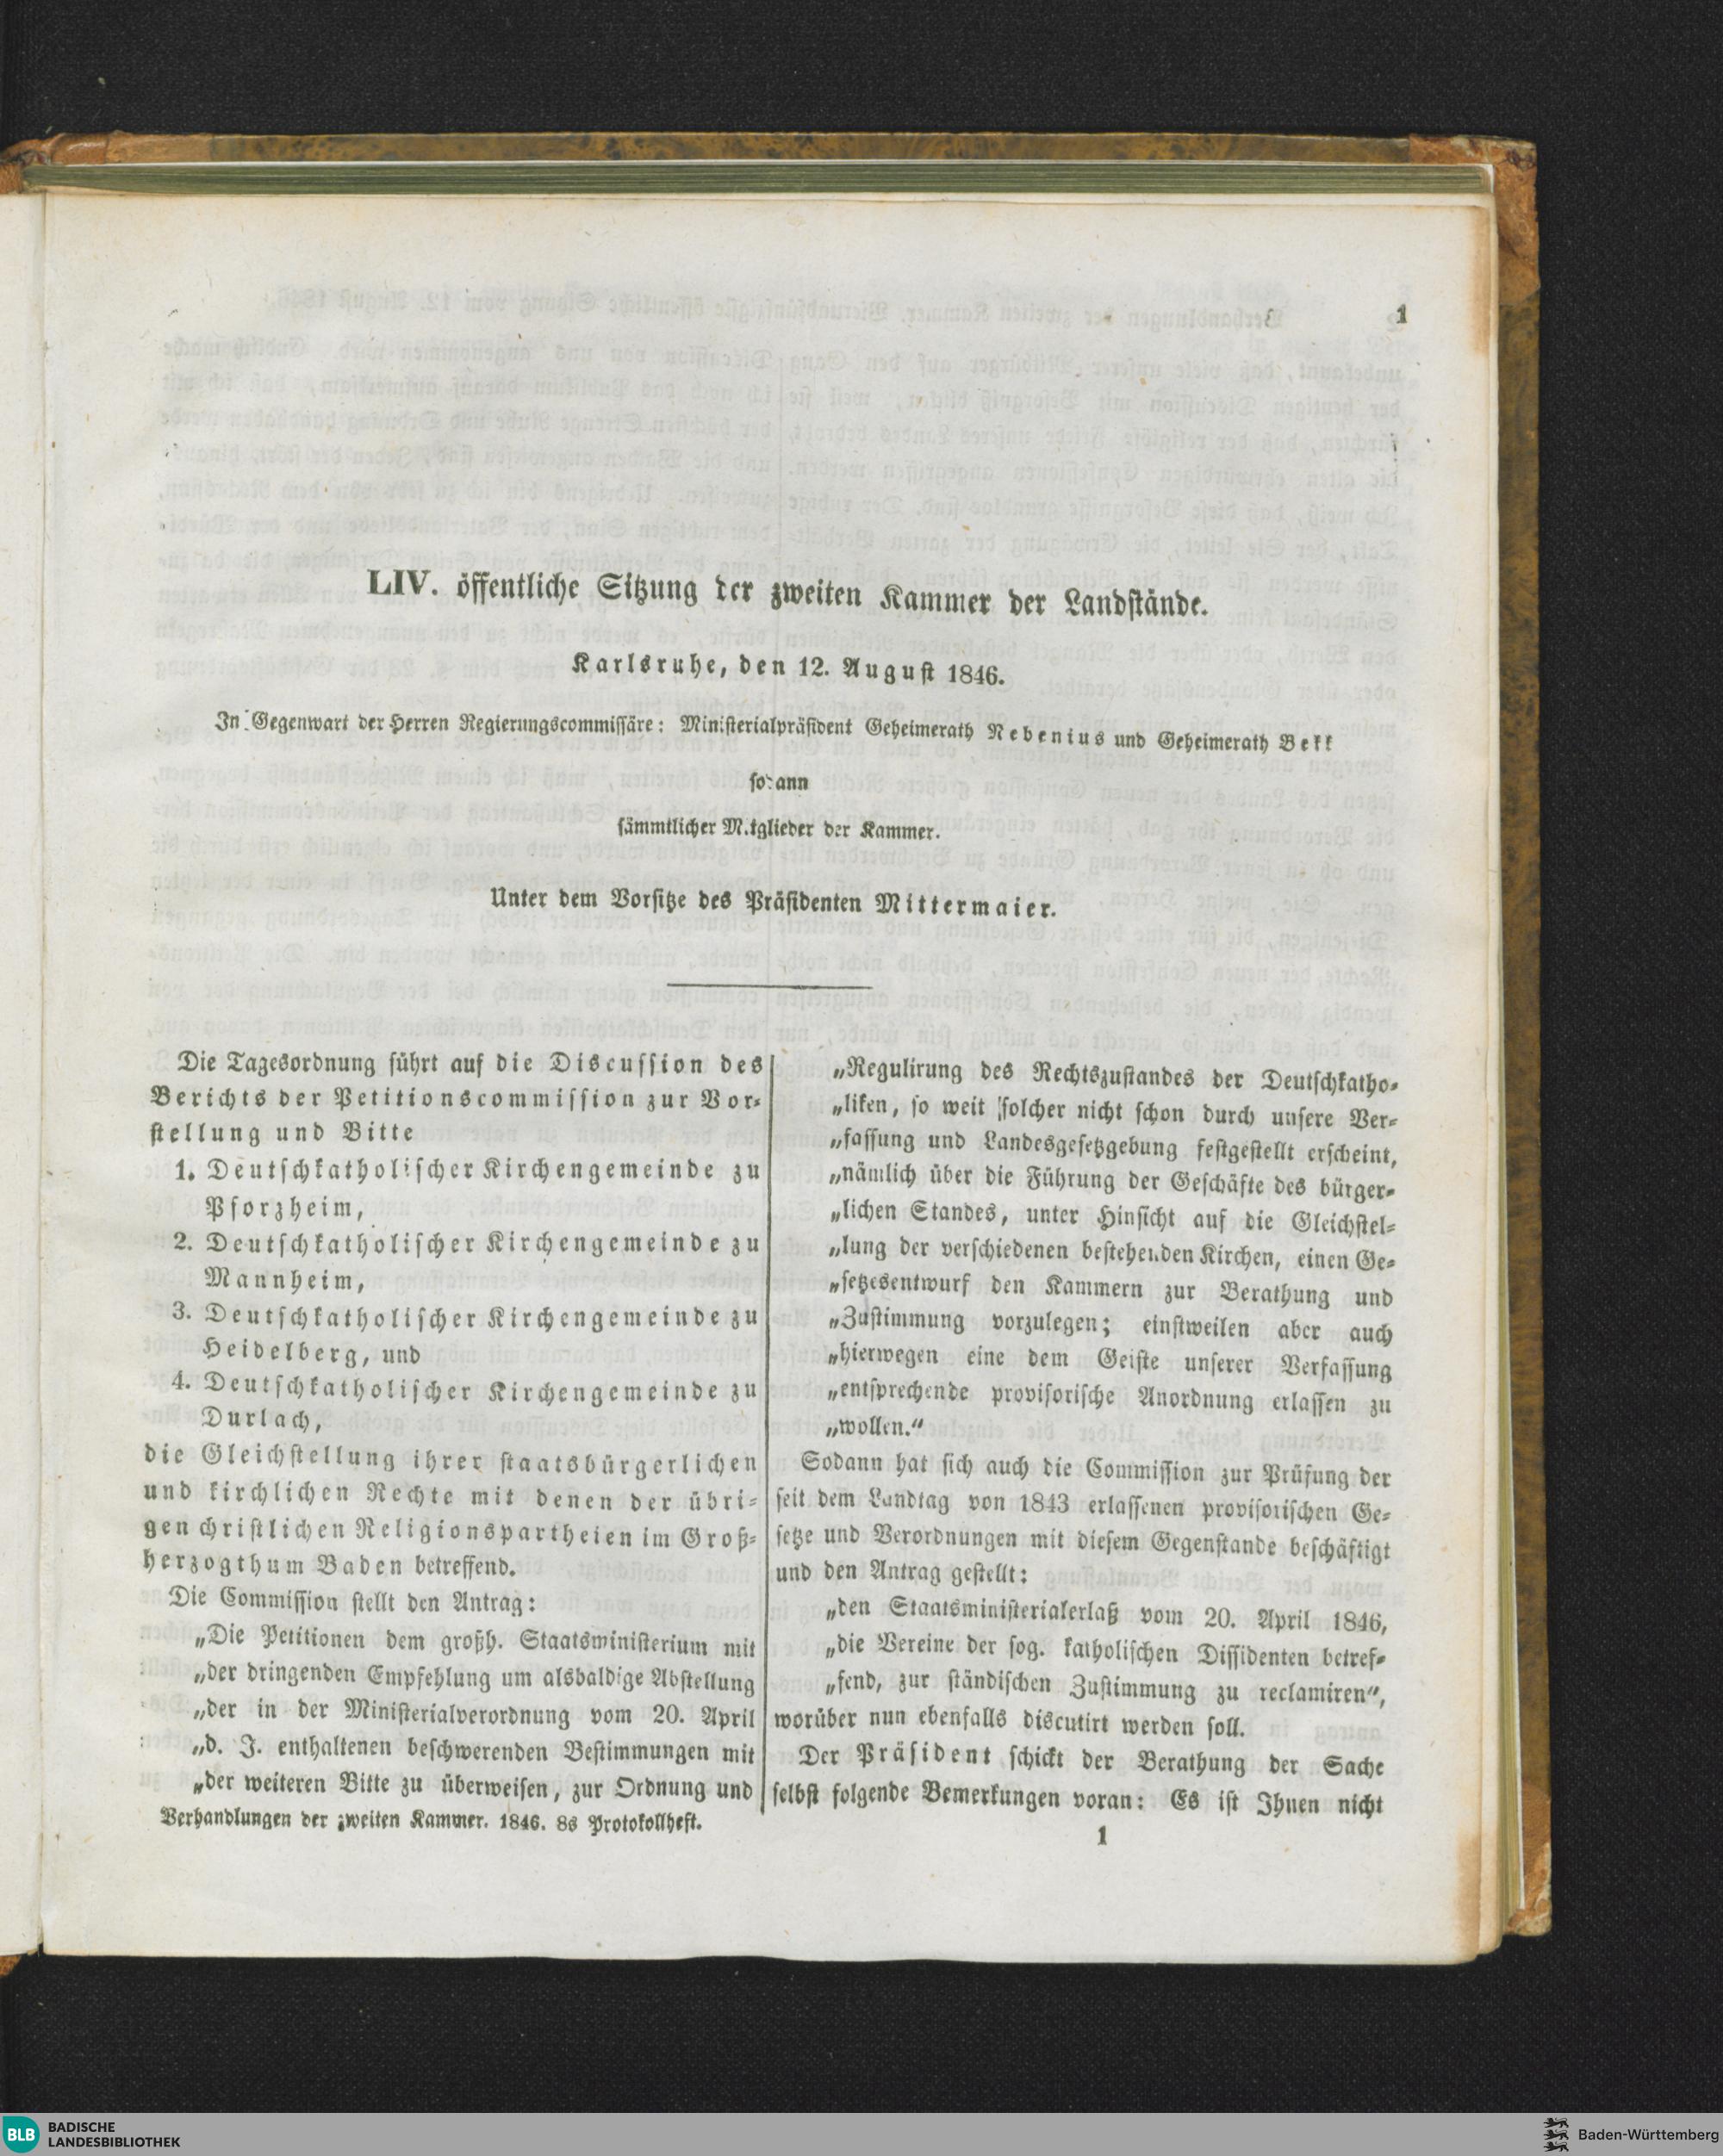 1
LIV. öffentliche Sitzung der zweiten Kammer der Landstände.
Karlsruhe, den 12. August 1846.
In Gegenwart der Herren Regierungscommissäre: Ministerialpräsident Geheimerath Nebenius und Geheimerath Bekk
sodann
sämmtlicher Mitglieder der Kammer.
Unter dem Vorsitze des Präsidenten Mittermaier.
Die Tagesordnung führt auf die Discussion des
Berichts der Petitionscommission zur Vor-
stellung und Bitte
1. Deutschkatholischer Kirchengemeinde zu
Pforzheim,
2. Deutschkatholischer Kirchengemeinde zu
Mannheim,
3. Deutschkatholischer Kirchengemeinde zu
Heidelberg, und
4. Deutschkatholischer Kirchengemeinde zu
Durlach,
die Gleichstellung ihrer staatsbürgerlichen
und kirchlichen Rechte mit denen der übri-
gen christlichen Religionspartheien im Groß-
herzogthum Baden betreffend.
Die Commission stellt den Antrag:
„Die Petitionen dem großh. Staatsministerium mit
„der dringenden Empfehlung um alsbaldige Abstellung
„der in der Ministerialverordnung vom 20. April
„d. J. enthaltenen beschwerenden Bestimmungen mit
„der weiteren Bitte zu überweisen, zur Ordnung und
Verhandlungen der zweiten Kammer. 1846. 8s Protokollheft.
„Regulirung des Rechtszustandes der Deutschkatho-
„liken, so weit solcher nicht schon durch unsere Ver-
„fassung und Landesgesetzgebung festgestellt erscheint,
„nämlich über die Führung der Geschäfte des bürger-
„lichen Standes, unter Hinsicht auf die Gleichstel-
„lung der verschiedenen bestehenden Kirchen, einen Ge-
„setzesentwurf den Kammern zur Berathung und
„Zustimmung vorzulegen; einstweilen aber auch
„hierwegen eine dem Geiste unserer Verfassung
„entsprechende provisorische Anordnung erlassen zu
„wollen.“
Sodann hat sich auch die Commission zur Prüfung der
seit dem Landtag von 1843 erlassenen provisorischen Ge-
setze und Verordnungen mit diesem Gegenstande beschäftigt
und den Antrag gestellt:
„den Staatsministerialerlaß vom 20. April 1846,
„die Vereine der sog. katholischen Dissidenten betref-
„fend, zur ständischen Zustimmung zu reclamiren“,
worüber nun ebenfalls discutirt werden soll.
Der Präsident schickt der Berathung der Sache
selbst folgende Bemerkungen voran: Es ist Ihnen nicht
1
BLB BADISCHE
LANDESBIBLIOTHEK
Baden-Württemberg